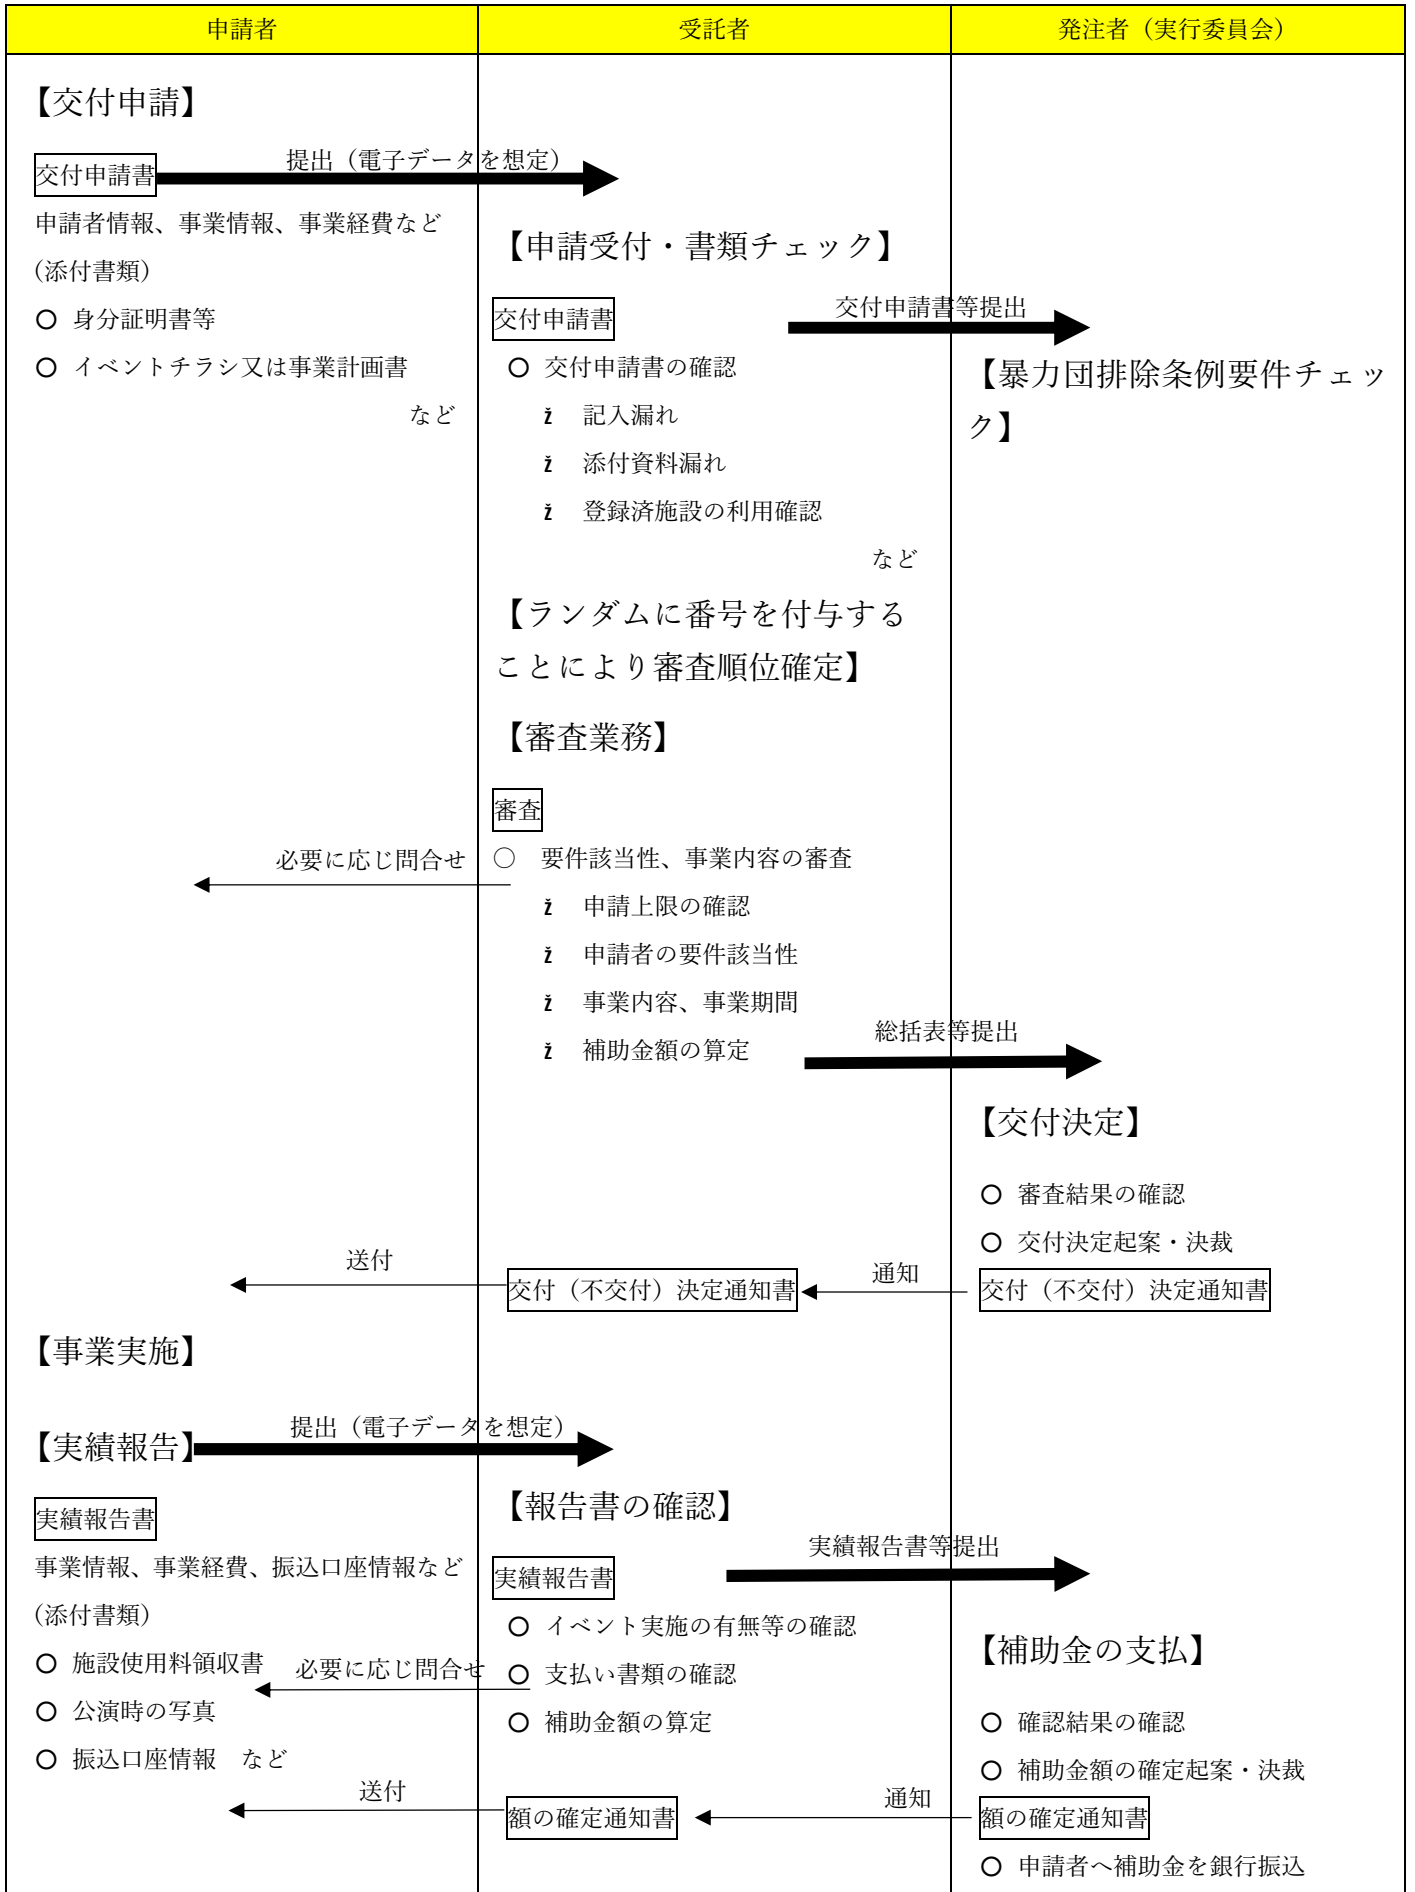 申請者
受託者
発注者（実行委員会）
【交付申請】
提出（電子データを想定）
交付申請書
申請者情報、事業情報、事業経費など
(添付書類)
〇 身分証明書等
〇 イベントチラシ又は事業計画書
など
【申請受付・書類チェック】
交付申請書等提出
交付申請書
〇 交付申請書の確認
ž 記入漏れ
ž 添付資料漏れ
ž 登録済施設の利用確認
など
【暴力団排除条例要件チェッ
ク】
【ランダムに番号を付与する
ことにより審査順位確定】
【審査業務】
審査
必要に応じ問合せ
〇 要件該当性、事業内容の審査
ž 申請上限の確認
ž 申請者の要件該当性
ž 事業内容、事業期間
ž 補助金額の算定
総括表等提出
【交付決定】
〇 審査結果の確認
〇 交付決定起案・決裁
交付（不交付）決定通知書
通知
交付（不交付）決定通知書
送付
【事業実施】
【実績報告】
提出（電子データを想定）
実績報告書
事業情報、事業経費、振込口座情報など
(添付書類)
〇 施設使用料領収書
〇 公演時の写真
〇 振込口座情報　など
【報告書の確認】
実績報告書等提出
実績報告書
〇 イベント実施の有無等の確認
〇 支払い書類の確認
〇 補助金額の算定
必要に応じ問合せ
【補助金の支払】
〇 確認結果の確認
〇 補助金額の確定起案・決裁
額の確定通知書
通知
額の確定通知書
送付
〇 申請者へ補助金を銀行振込